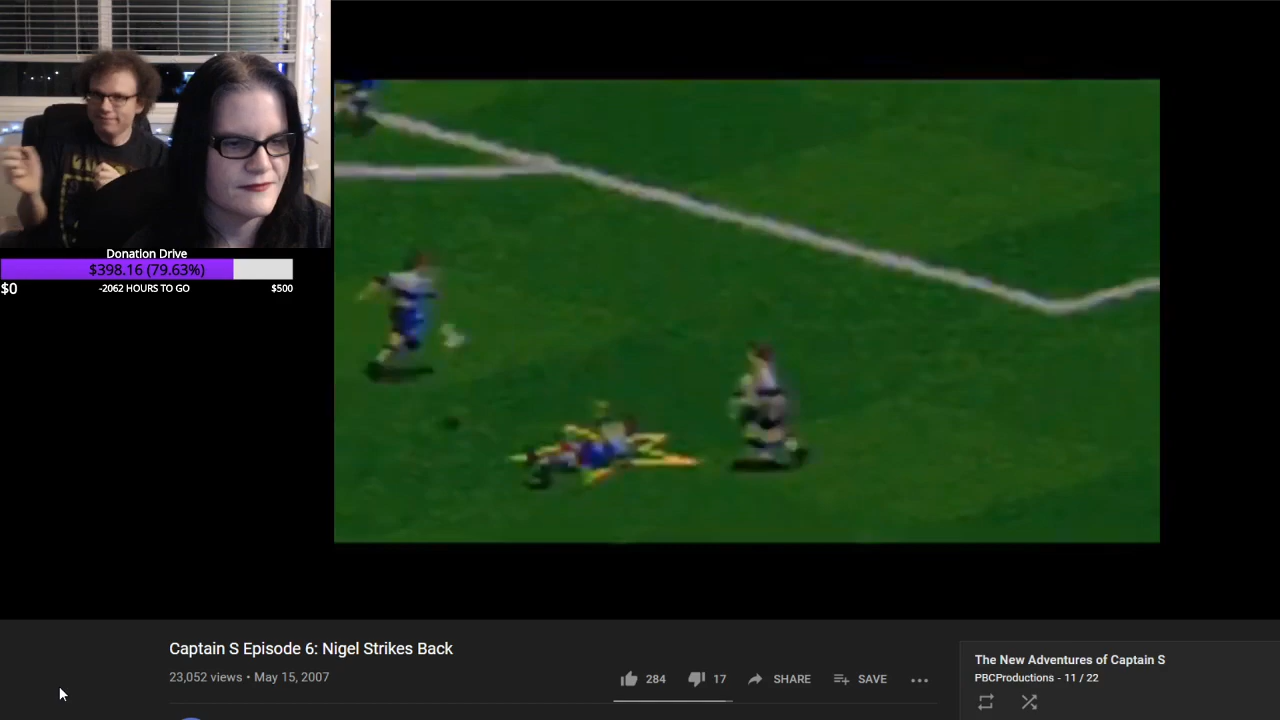 Donation Drive
$398.16 (79.63%)
$0 -2062 HOURS TO GO $500
Captain S Episode 6: Nigel Strikes Back
23,052 views • May 15, 2007
284 17 SHARE SAVE
The New Adventures of Captain S
PBCProductions - 11 / 22